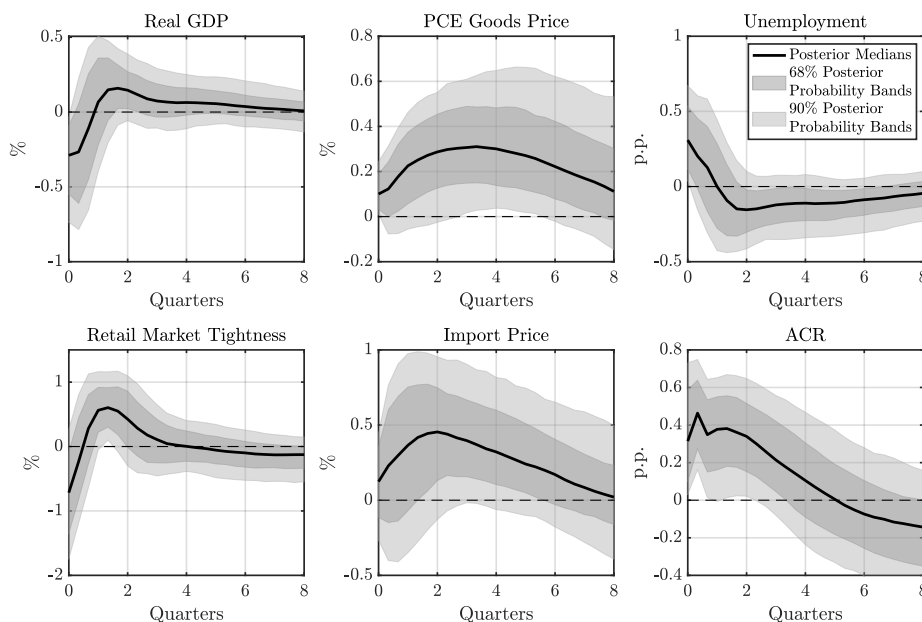 Real GDP
0.5
0
-0.5
-1
%
0 2 4 6 8
Quarters
PCE Goods Price
0.8
0.6
0.4
0.2
0
-0.2
%
0 2 4 6 8
Quarters
Unemployment
1
0.5
0
-0.5
p.p.
Posterior Medians
68% Posterior
Probability Bands
90% Posterior
Probability Bands
0 2 4 6 8
Quarters
Retail Market Tightness
1
0
-1
-2
%
0 2 4 6 8
Quarters
Import Price
1
0.5
0
-0.5
%
0 2 4 6 8
Quarters
ACR
0.8
0.6
0.4
0.2
0
-0.2
-0.4
p.p.
0 2 4 6 8
Quarters